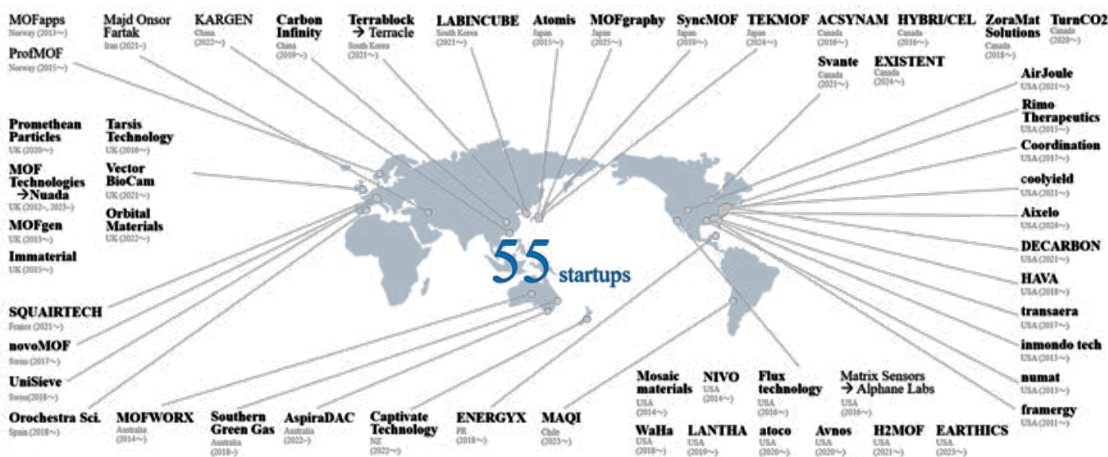 MOFapps
Norway (2013~)
ProfMOF
Norway (2015~)
Majd Onsor
Fartak
Iran (2021~)
KARGEN
China
(2022~)
Carbon
Infinity
China
(2019~)
Terrablock
→ Terracle
South Korea
(2021~)
LABINCUBE
South Korea
(2021~)
Atomis
Japan
(2015~)
MOFgraphy
Japan
(2023~)
SyncMOF
Japan
(2019~)
TEKMOF
Japan
(2024~)
ACSYNAM
Canada
(2016~)
HYBRI/CEL
Canada
(2016~)
ZoraMat
Solutions
Canada
(2018~)
TurnCO2
Canada
(2020~)
Svante
Canada
(2021~)
EXISTENT
Canada
(2024~)
AirJoule
USA (2021~)
Rimo
Therapeutics
USA (2015~)
Coordination
USA (2017~)
coolyield
USA (2021~)
Aixelo
USA (2024~)
DECARBON
USA (2021~)
HAVA
USA (2018~)
transaera
USA (2017~)
inmondo tech
USA (2015~)
numat
USA (2013~)
framergy
USA (2011~)
Promethean
Particles
UK (2020~)
Tarsis
Technology
UK (2016~)
MOF
Technologies
→Nuada
UK (2012~, 2023~)
Vector
BioCam
UK (2021~)
MOFgen
UK (2013~)
Orbital
Materials
UK (2022~)
Immaterial
UK (2015~)
55 startups
SQUAIRTECH
France (2021~)
novoMOF
Swiss (2017~)
UniSieve
Swiss(2018~)
Orochestra Sci.
Spain (2018~)
MOFWORX
Australia
(2014~)
Southern
Green Gas
Australia
(2018~)
AspiraDAC
Australia
(2022~)
Captivate
Technology
NZ
(2022~)
ENERGYX
PR
(2018~)
MAQI
Chile
(2023~)
Mosaic
materials
USA
(2014~)
NIVO
USA
(2014~)
Flux
technology
USA
(2016~)
Matrix Sensors
→ Alphane Labs
USA
(2016~)
WaHa
USA
(2018~)
LANTHA
USA
(2019~)
atoco
USA
(2020~)
Avnos
USA
(2020~)
H2MOF
USA
(2021~)
EARTHICS
USA
(2023~)